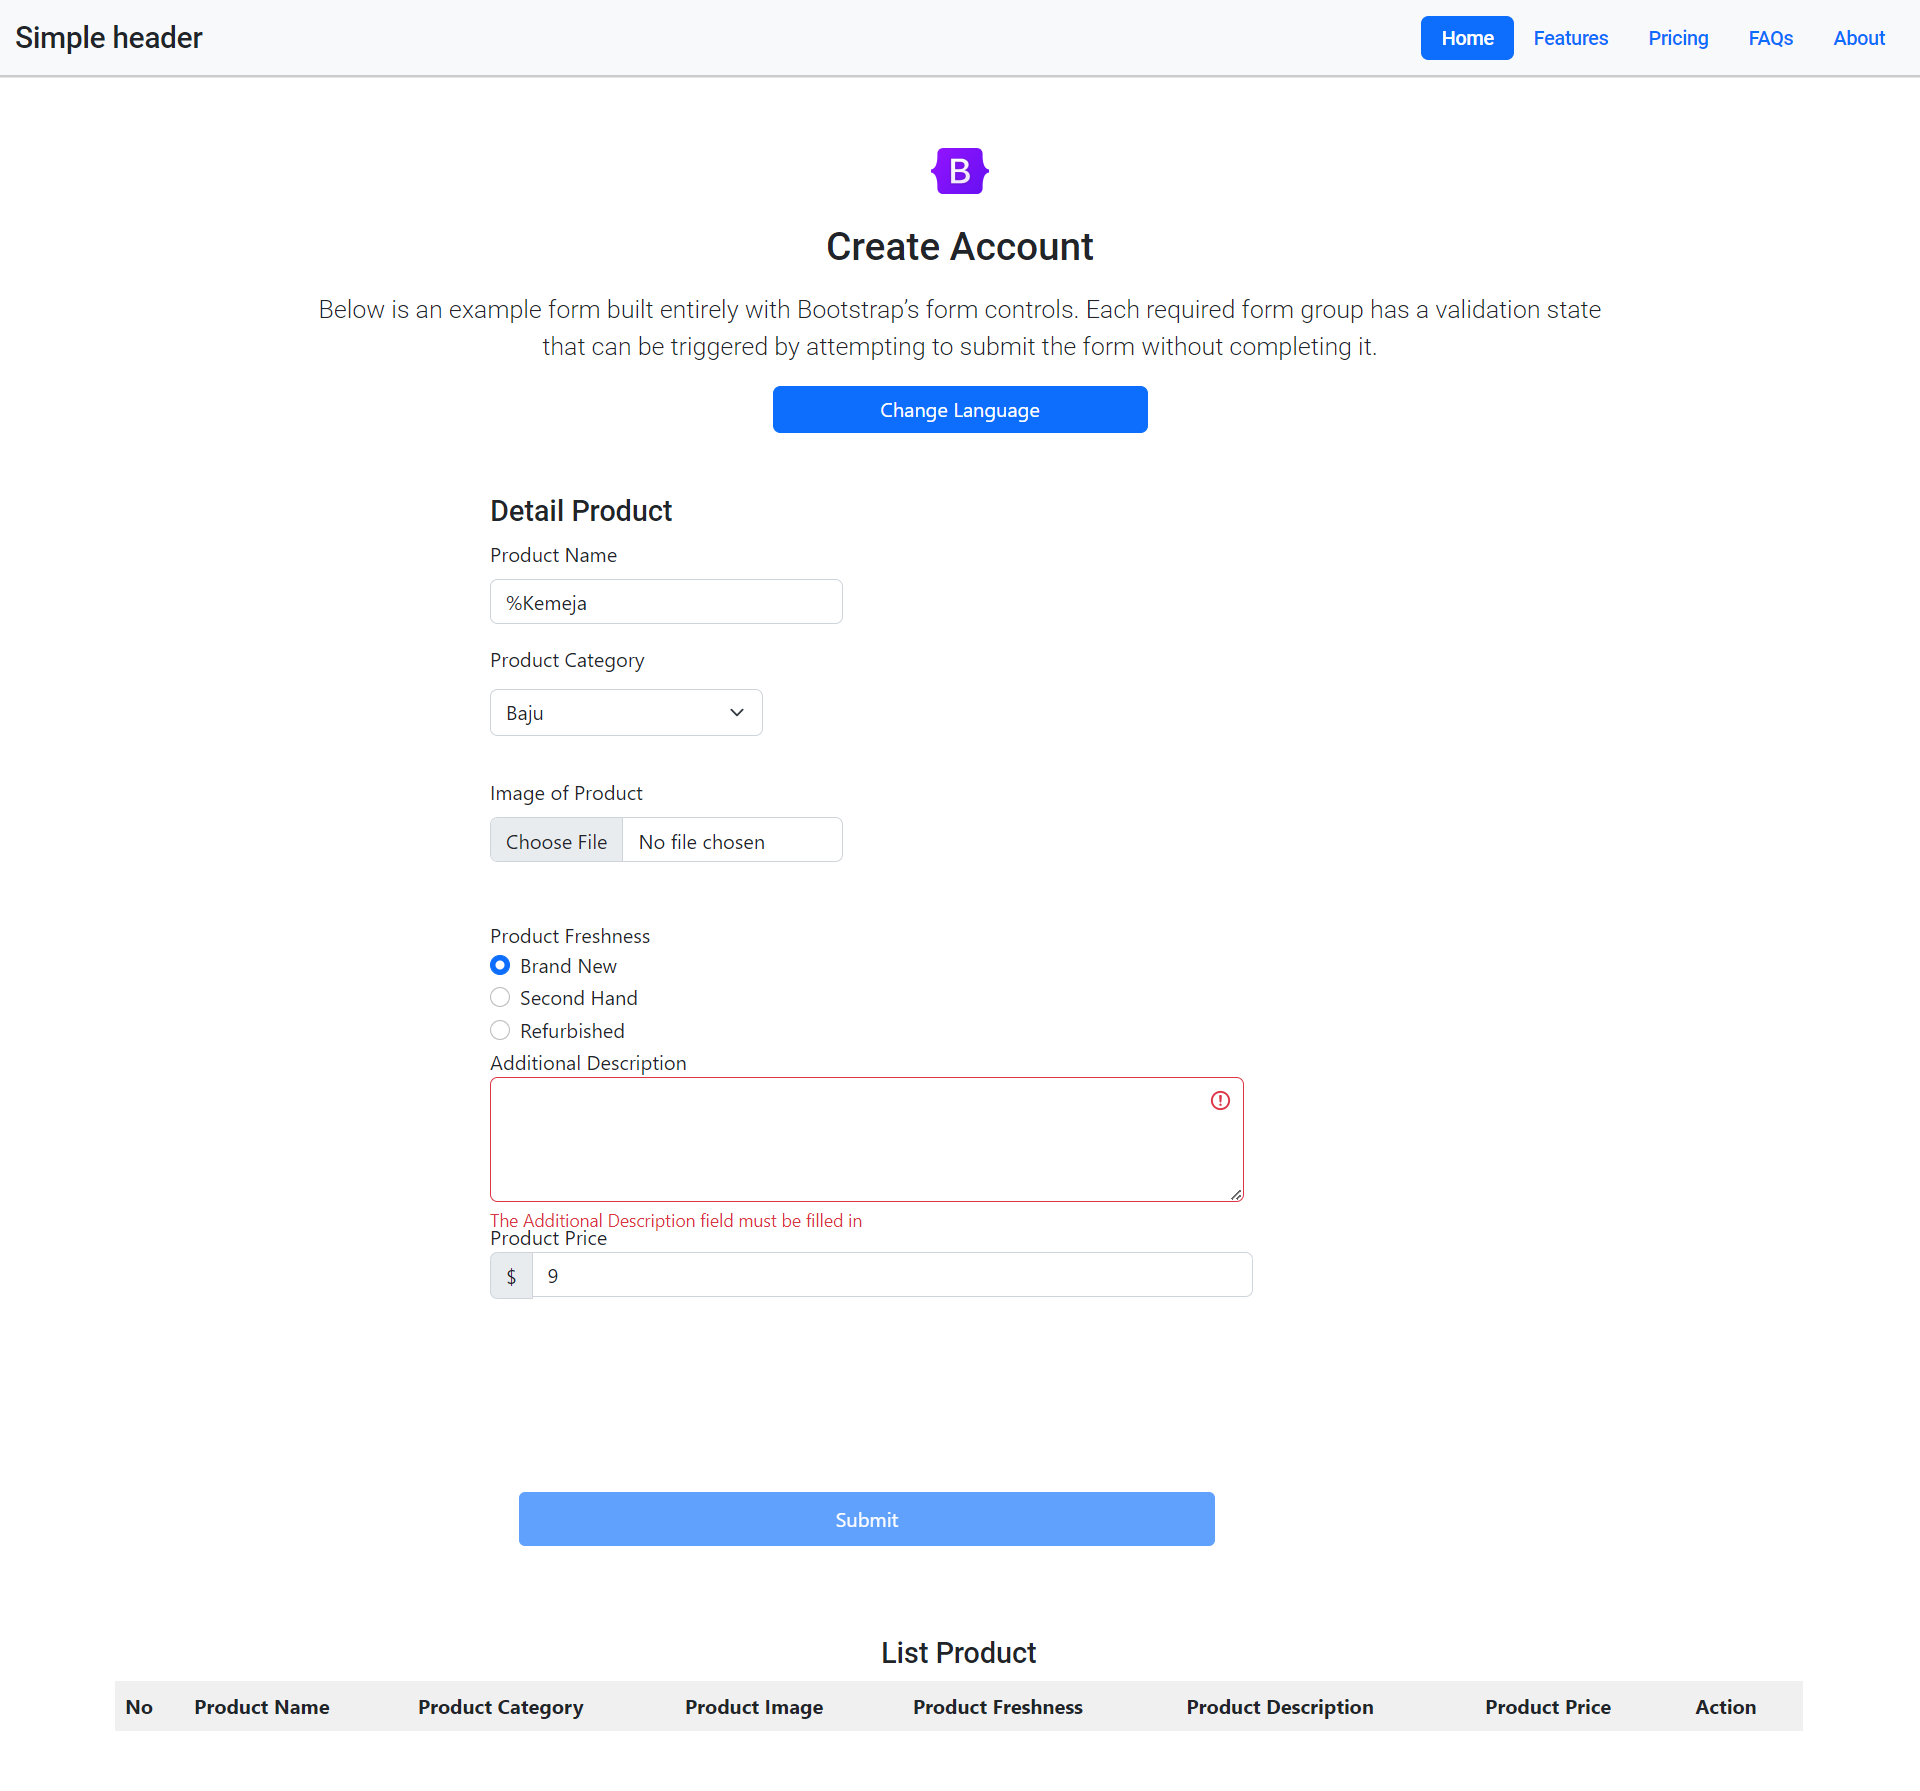 Simple header
Home Features Pricing FAQs About
B
Create Account
Below is an example form built entirely with Bootstrap’s form controls. Each required form group has a validation state
that can be triggered by attempting to submit the form without completing it.
Change Language
Detail Product
Product Name
%Kemeja
Product Category
Baju
Image of Product
Choose File No file chosen
Product Freshness
Brand New
Second Hand
Refurbished
Additional Description
The Additional Description field must be filled in
Product Price
$ 9
Submit
List Product
No Product Name Product Category Product Image Product Freshness Product Description Product Price Action